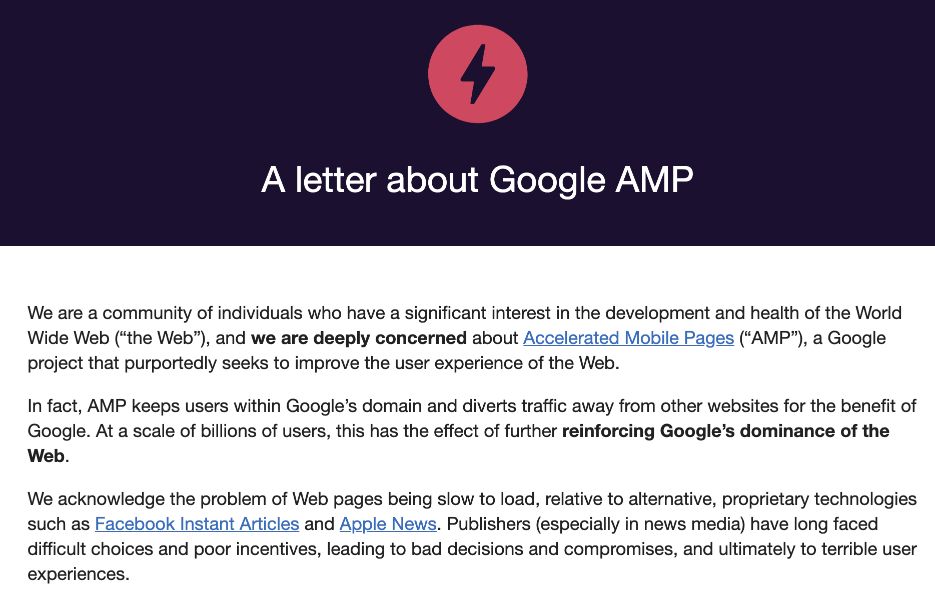 A letter about Google AMP
We are a community of individuals who have a significant interest in the development and health of the World
Wide Web (“the Web”), and we are deeply concerned about Accelerated Mobile Pages (“AMP”), a Google
project that purportedly seeks to improve the user experience of the Web.
In fact, AMP keeps users within Google’s domain and diverts traffic away from other websites for the benefit of
Google. At a scale of billions of users, this has the effect of further reinforcing Google’s dominance of the
Web.
We acknowledge the problem of Web pages being slow to load, relative to alternative, proprietary technologies
such as Facebook Instant Articles and Apple News. Publishers (especially in news media) have long faced
difficult choices and poor incentives, leading to bad decisions and compromises, and ultimately to terrible user
experiences.